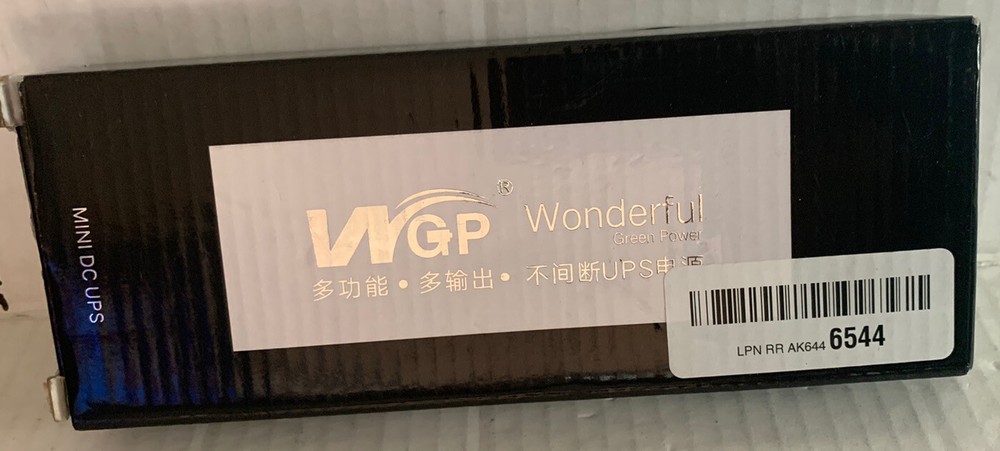 MINI DC UPS
WGP® Wonderful
Green Power
多功能•多输出•不间断UPS电源
LPN RR AK644 6544